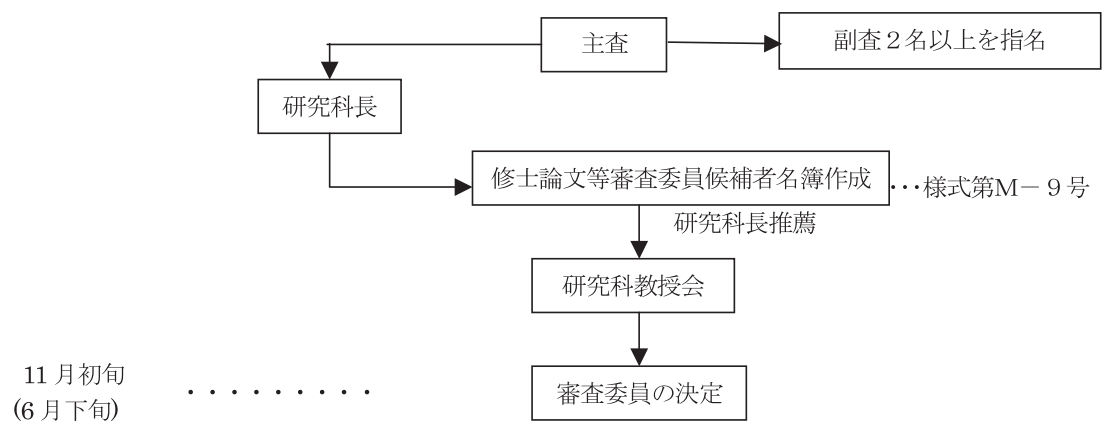 主査
副査２名以上を指名
研究科長
修士論文等審査委員候補者名簿作成
･･･様式第M－９号
研究科長推薦
研究科教授会
11月初旬
(6月下旬)
・・・・・・・・・
審査委員の決定